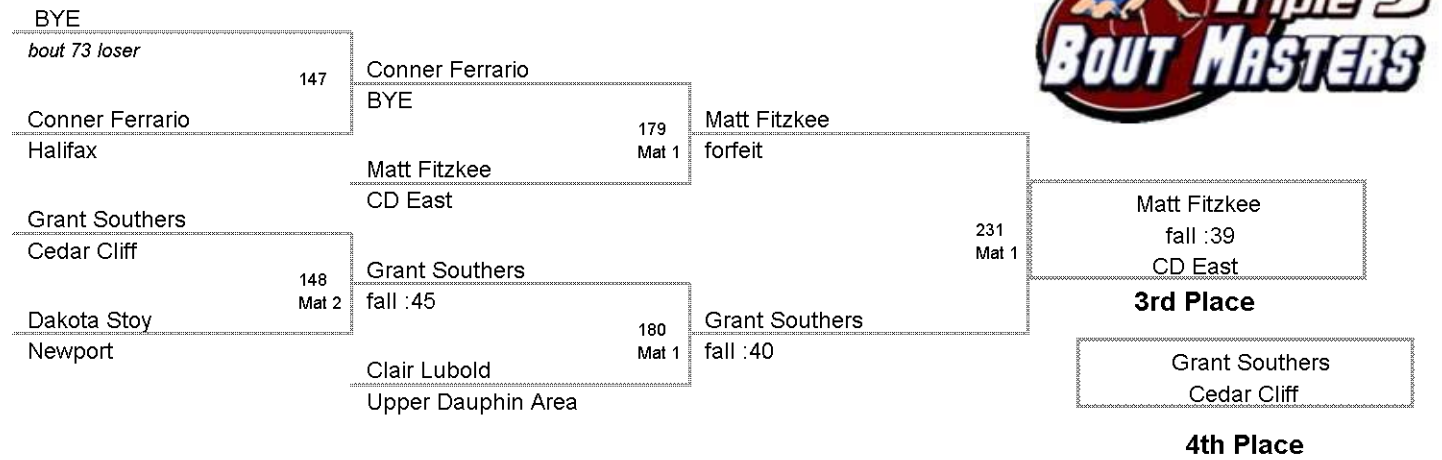 BYE
bout 73 loser
147
Conner Ferrario
Halifax
Grant Southers
Cedar Cliff
148
Mat 2
Dakota Stoy
Newport
Conner Ferrario
BYE
179
Mat 1
Matt Fitzkee
CD East
Grant Southers
fall :45
180
Mat 1
Clair Lubold
Upper Dauphin Area
Matt Fitzkee
forfeit
231
Mat 1
Grant Southers
fall :40
BOUT MASTERS
Matt Fitzkee
fall :39
CD East
3rd Place
Grant Southers
Cedar Cliff
4th Place